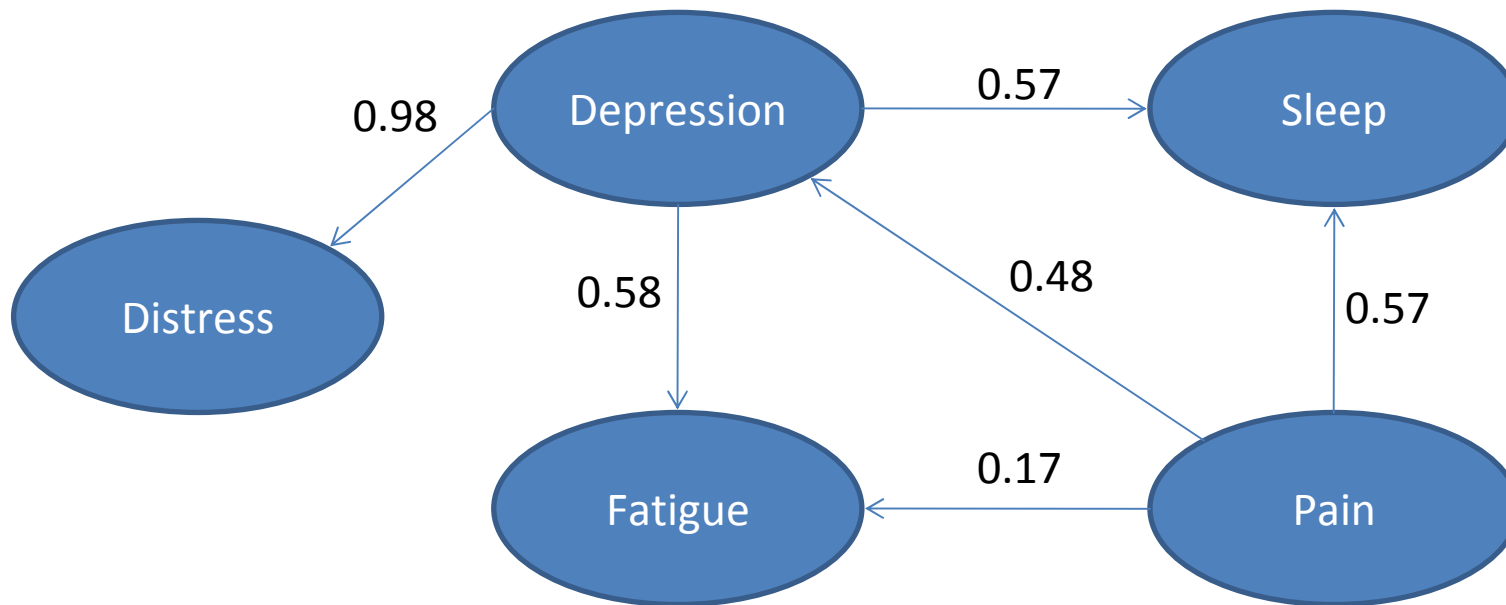 Depression
0.57
Sleep
0.98
Distress
0.58
0.48
0.57
Fatigue
0.17
Pain